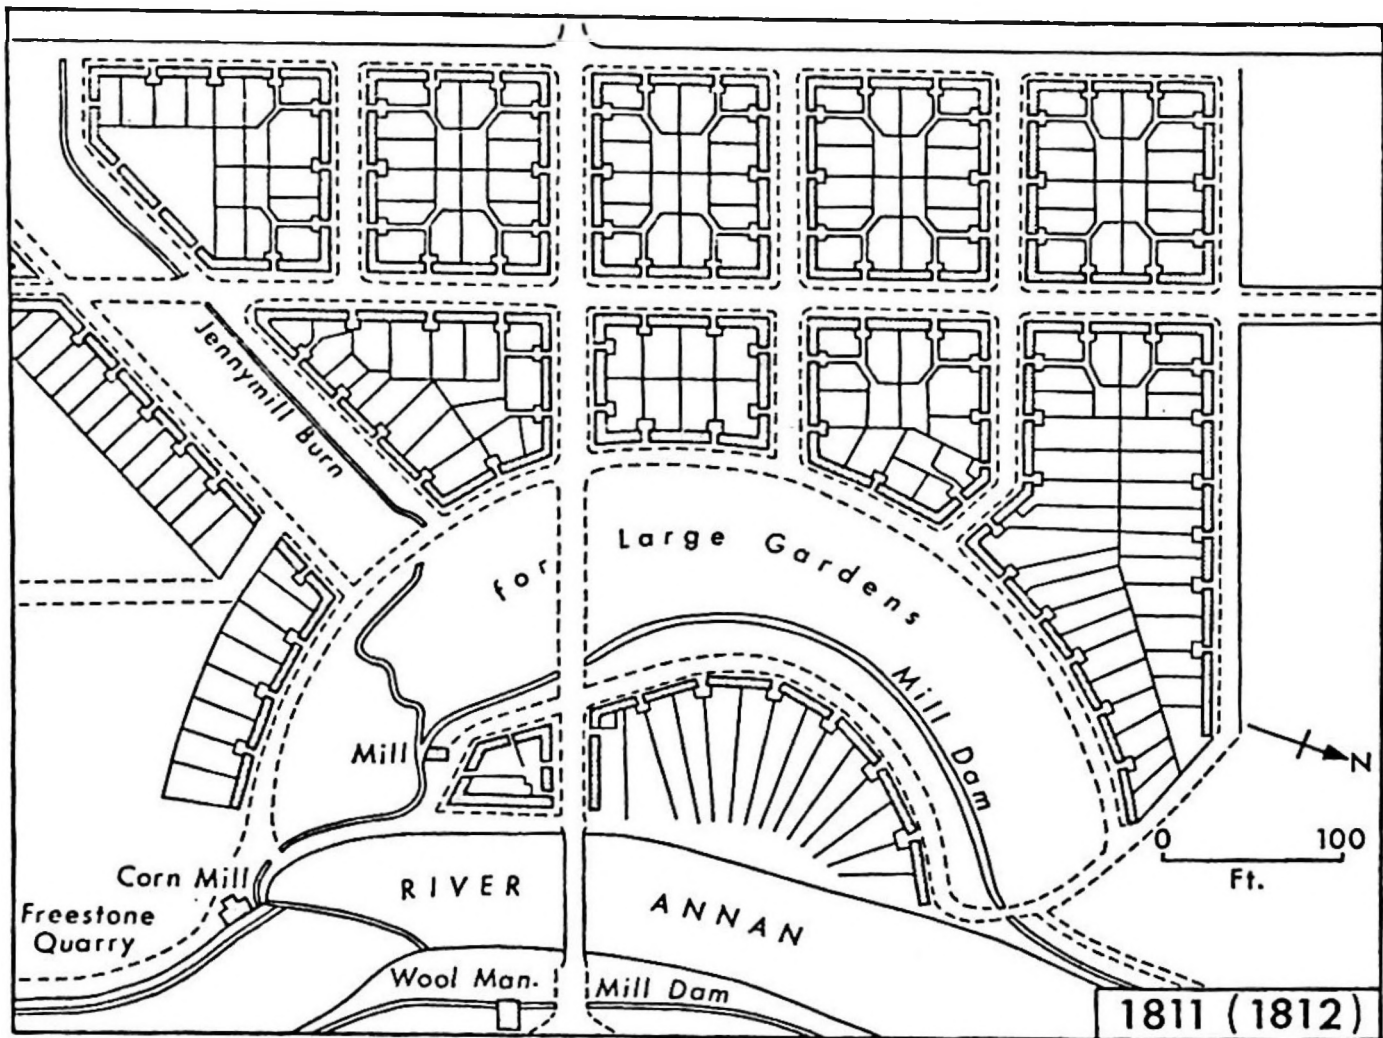 Jennymill Burn
for Large Gardens
Mill Dam
Mill
N
0 100
Ft.
Corn Mill
Freestone
Quarry
RIVER ANNAN
Wool Man.
Mill Dam
1811 (1812)